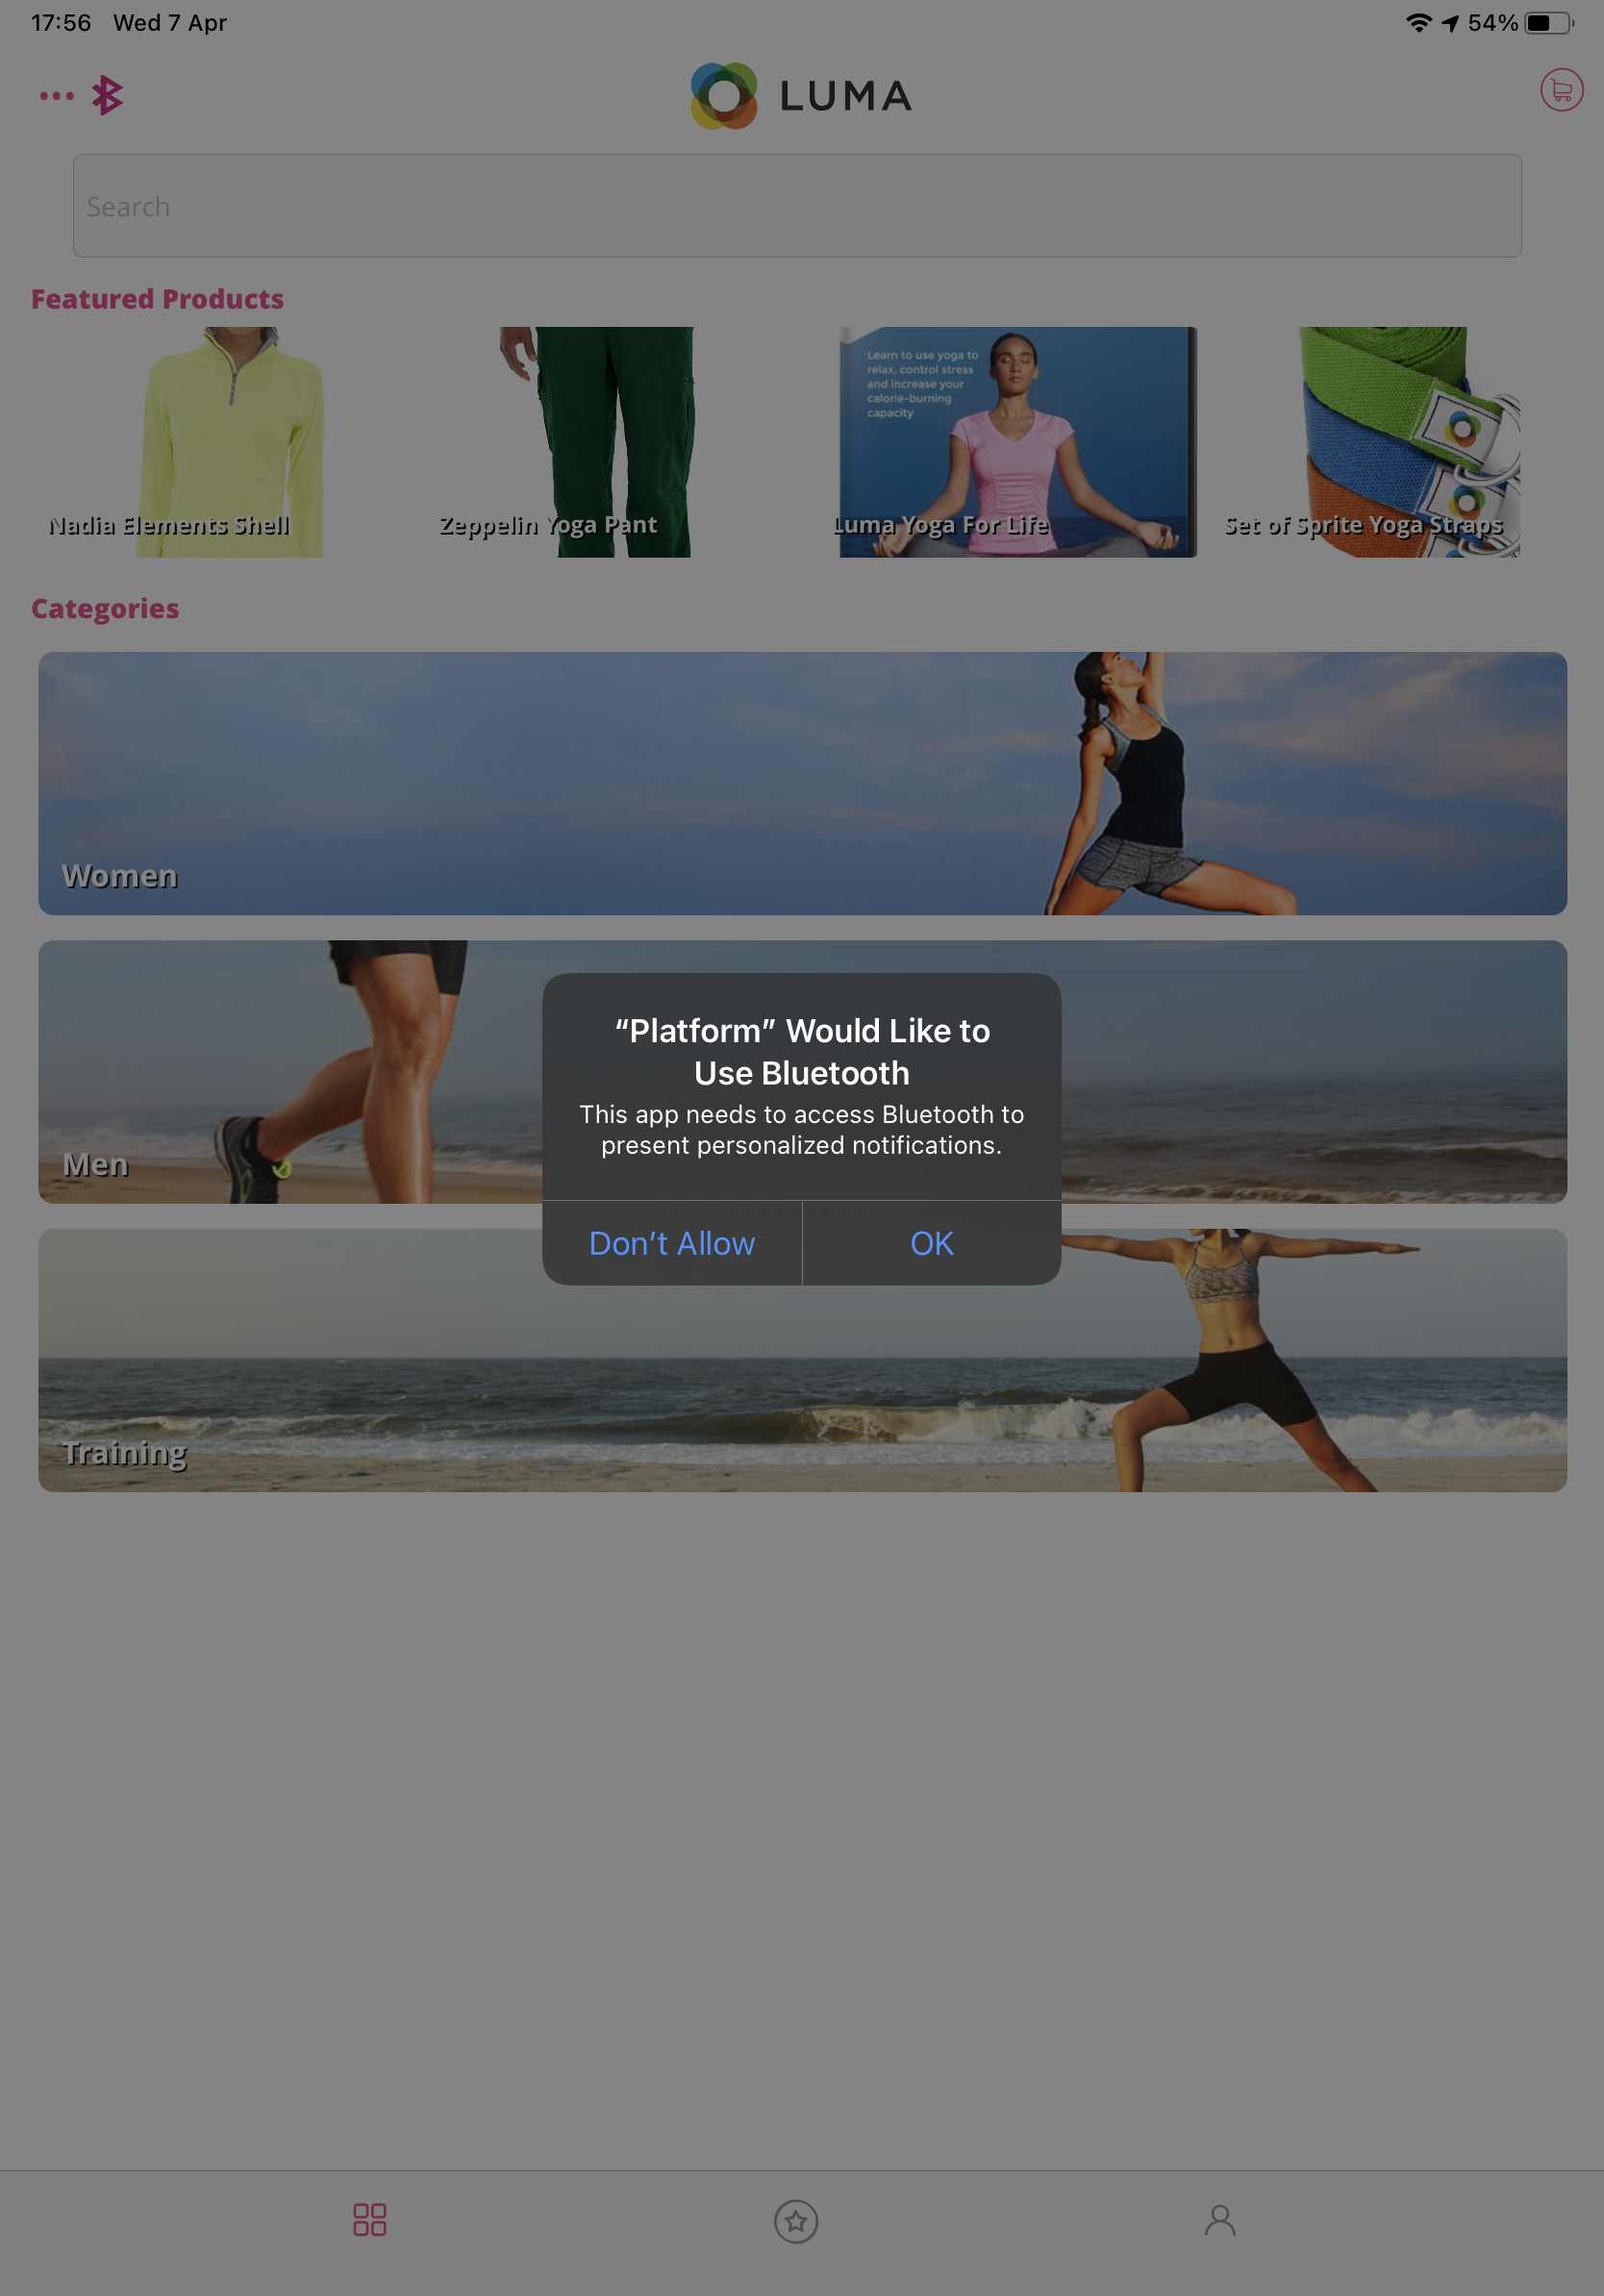 17:56 Wed 7 Apr 54%
LUMA
Search
Featured Products
Learn to use yoga to
relax, control stress
and increase your
calorie-burning
capacity
Nadia Elements Shell
Zeppelin Yoga Pant
Luma Yoga For Life
Set of Sprite Yoga Straps
Categories
Women
Men
Training
“Platform” Would Like to
Use Bluetooth
This app needs to access Bluetooth to
present personalized notifications.
Don’t Allow
OK